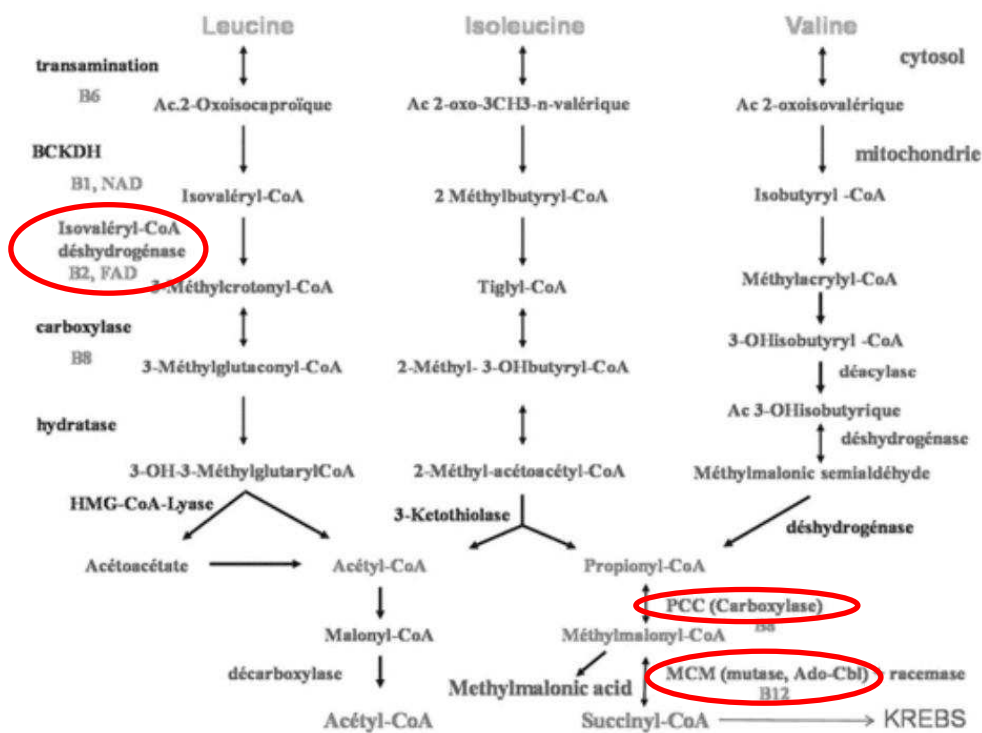 Leucine Isoleucine Valine
cytosol
transamination
B6
Ac.2-Oxoisocaproïque Ac 2-oxo-3CH3-n-valérique Ac 2-oxoisovalérique
BCKDH mitochondrie
B1, NAD
Isovaléryl-CoA 2 Méthylbutyryl-CoA Isobutyryl -CoA
Isovaléryl-CoA
déshydrogénase
B2, FAD
3-Méthylcrotonyl-CoA Tiglyl-CoA Méthylacrylyl-CoA
carboxylase 3-OHisobutyryl -CoA
B8
3-Méthylglutaconyl-CoA 2-Méthyl- 3-OHbutyryl-CoA déacylase
Ac 3-OHisobutyrique
hydratase déshydrogénase
3-OH-3-MéthylglutarylCoA 2-Méthyl-acétoacétyl-CoA Méthylmalonic semialdéhyde
HMG-CoA-Lyase 3-Ketothiolase déshydrogénase
Acétoacétate Acétyl-CoA Propionyl-CoA
PCC (Carboxylase)
B8
Malonyl-CoA Méthylmalonyl-CoA
décarboxylase MCM (mutase, Ado-Cbl) racemase
Methylmalonic acid B12
Acétyl-CoA Succinyl-CoA KREBS